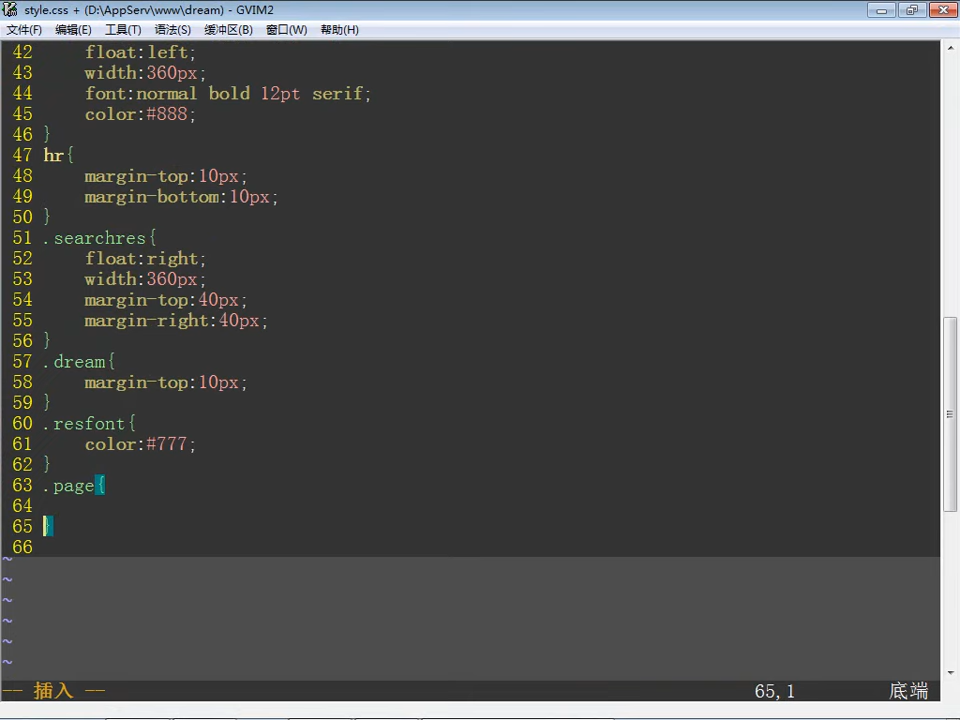 style.css + (D:\AppServ\www\dream) - GVIM2
文件(F) 编辑(E) 工具(T) 语法(S) 缓冲区(B) 窗口(W) 帮助(H)
42     float:left;
43     width:360px;
44     font:normal bold 12pt serif;
45     color:#888;
46 }
47 hr{
48     margin-top:10px;
49     margin-bottom:10px;
50 }
51 .searchres{
52     float:right;
53     width:360px;
54     margin-top:40px;
55     margin-right:40px;
56 }
57 .dream{
58     margin-top:10px;
59 }
60 .resfont{
61     color:#777;
62 }
63 .page{
64
65 }
66
~
~
~
~
~
~
-- 插入 -- 65,1 底端